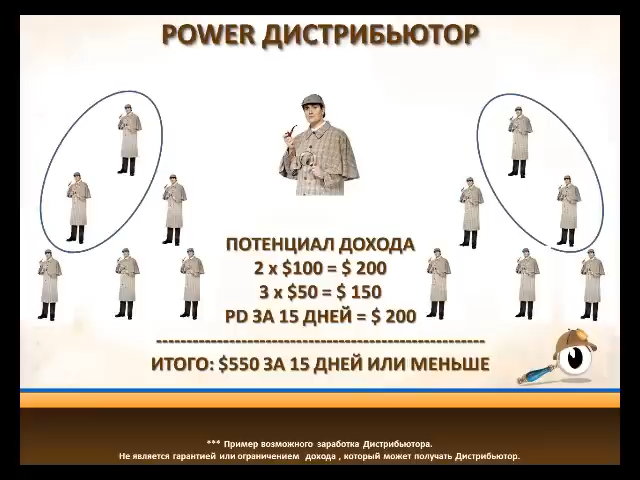 POWER ДИСТРИБЬЮТОР
ПОТЕНЦИАЛ ДОХОДА
2 x $100 = $ 200
3 x $50 = $ 150
PD ЗА 15 ДНЕЙ = $ 200
------------------------------------------------------
ИТОГО: $550 ЗА 15 ДНЕЙ ИЛИ МЕНЬШЕ
*** Пример возможного заработка Дистрибьютора.
Не является гарантией или ограничением дохода , который может получать Дистрибьютор.